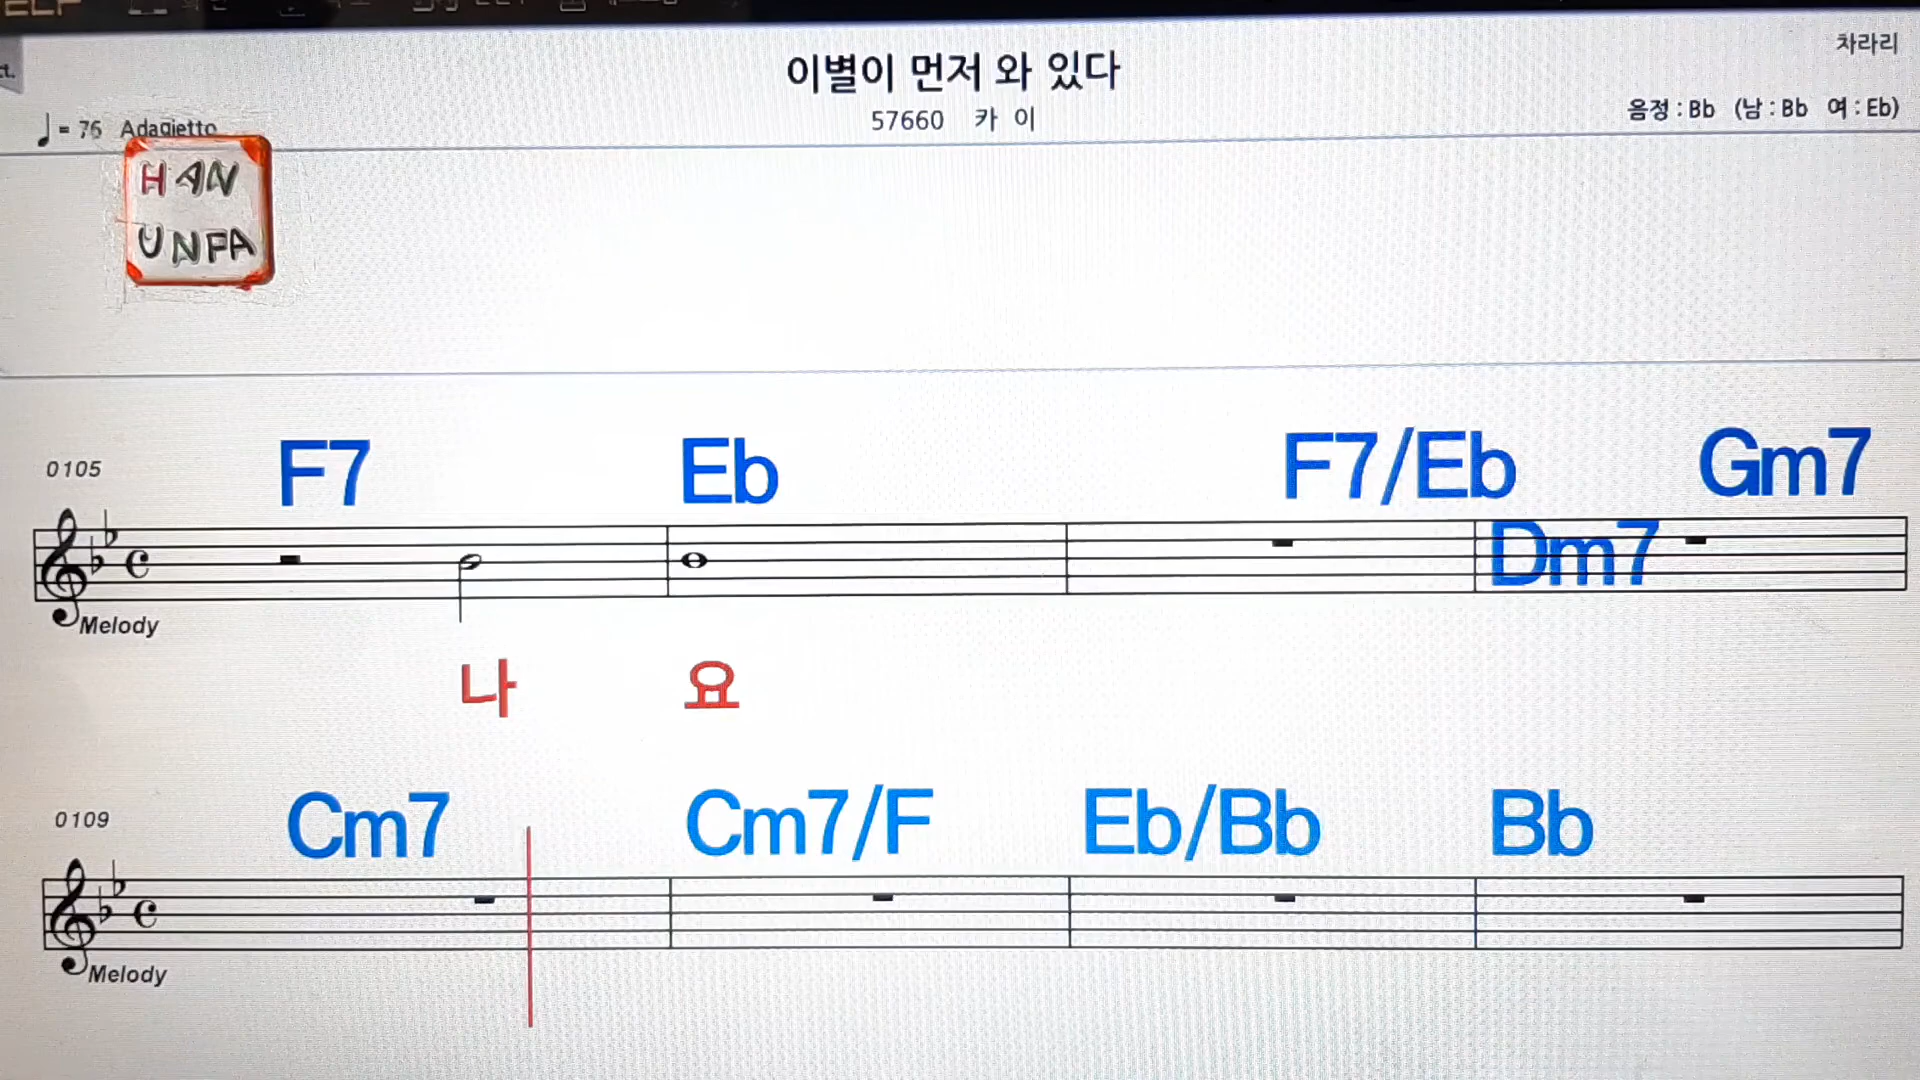 차라리
이별이 먼저 와 있다
57660 카 이
음정 : Bb (남 : Bb 여 : Eb)
= 76 Adagietto
HAN
UNPA
0105
F7 Eb F7/Eb Gm7
Dm7
Melody
나 요
0109
Cm7 Cm7/F Eb/Bb Bb
Melody